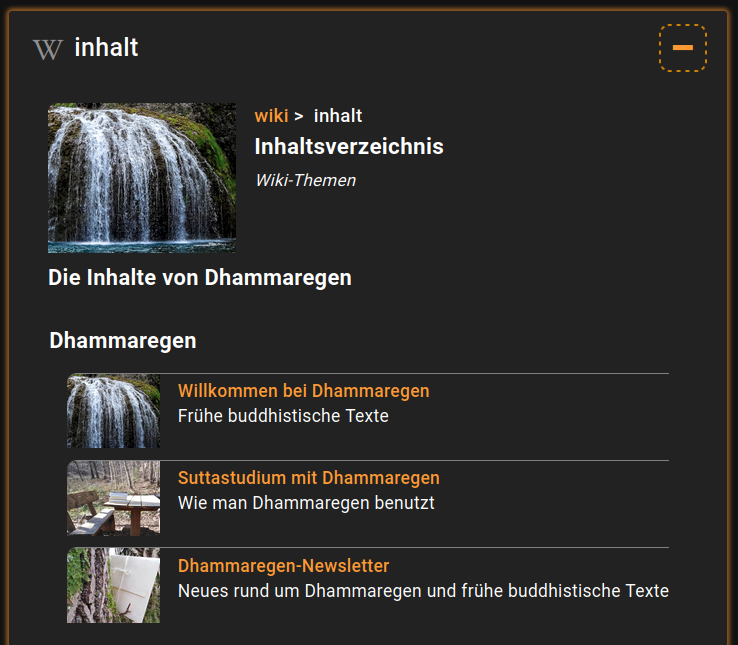 W inhalt
wiki > inhalt
Inhaltsverzeichnis
Wiki-Themen
Die Inhalte von Dhammaregen
Dhammaregen
Willkommen bei Dhammaregen
Frühe buddhistische Texte
Suttastudium mit Dhammaregen
Wie man Dhammaregen benutzt
Dhammaregen-Newsletter
Neues rund um Dhammaregen und frühe buddhistische Texte